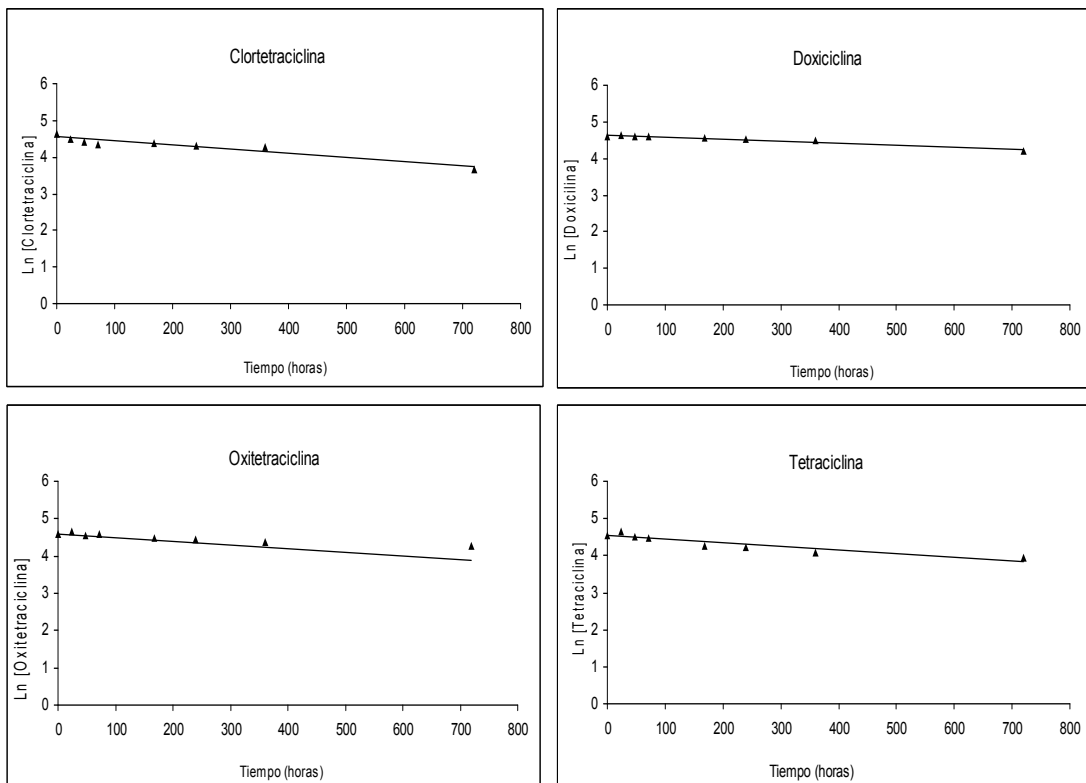 Clortetraciclina
6
5
4
3
2
1
0
Ln [Clortetraciclina]
0 100 200 300 400 500 600 700 800
Tiempo (horas)
Doxiciclina
6
5
4
3
2
1
0
Ln [Doxicilina]
0 100 200 300 400 500 600 700 800
Tiempo (horas)
Oxitetraciclina
6
5
4
3
2
1
0
Ln [Oxitetraciclina]
0 100 200 300 400 500 600 700 800
Tiempo (horas)
Tetraciclina
6
5
4
3
2
1
0
Ln [Tetraciclina]
0 100 200 300 400 500 600 700 800
Tiempo (horas)